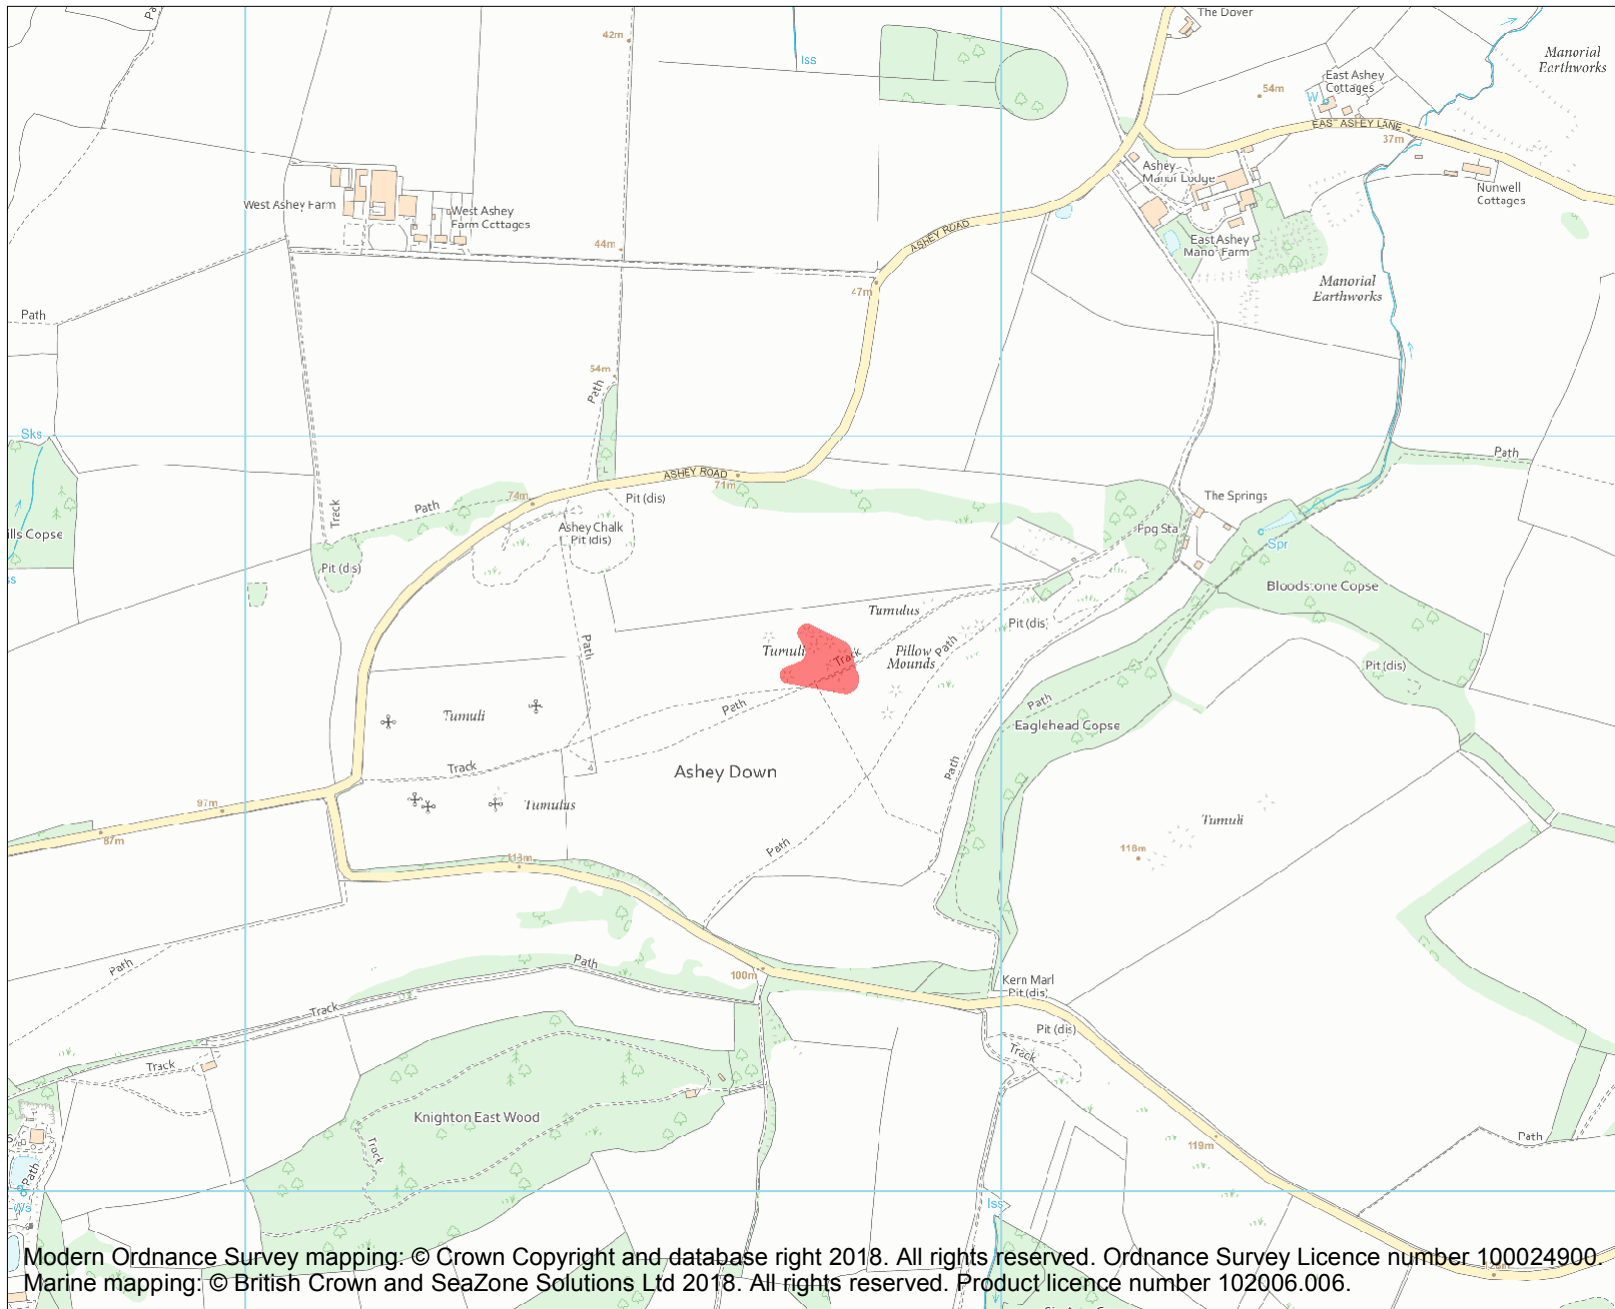 The Dover
42m
Iss
Manorial
Earthworks
East Ashey
Cottages
54m
W
EAST ASHEY LANE
37m
Ashey
Manor Lodge
Nunwell
Cottages
West Ashey Farm
West Ashey
Farm Cottages
ASHEY ROAD
East Ashey
Manor Farm
44m
47m
Manorial
Earthworks
Path
54m
Path
Sks
Path
ASHEY ROAD
71m
74m
Pit (dis)
Path
Track
Ashey Chalk
Pit (dis)
The Springs
Fpg Sta
Spr
ills Copse
ss
Pit (dis)
Bloodstone Copse
Tumulus
Pit (dis)
Path
Tumuli
Track
Pillow
Mounds
Path
Pit (dis)
Path
Path
Eaglehead Copse
Tumuli
Track
Ashey Down
Path
97m
Tumulus
Tumuli
87m
Path
118m
113m
Path
Path
100m
Kern Marl
Pit (dis)
Track
Pit (dis)
Track
Track
Knighton East Wood
Track
Path
119m
Path
Ws
Iss
Modern Ordnance Survey mapping: © Crown Copyright and database right 2018. All rights reserved. Ordnance Survey Licence number 100024900.
Marine mapping: © British Crown and SeaZone Solutions Ltd 2018. All rights reserved. Product licence number 102006.006.